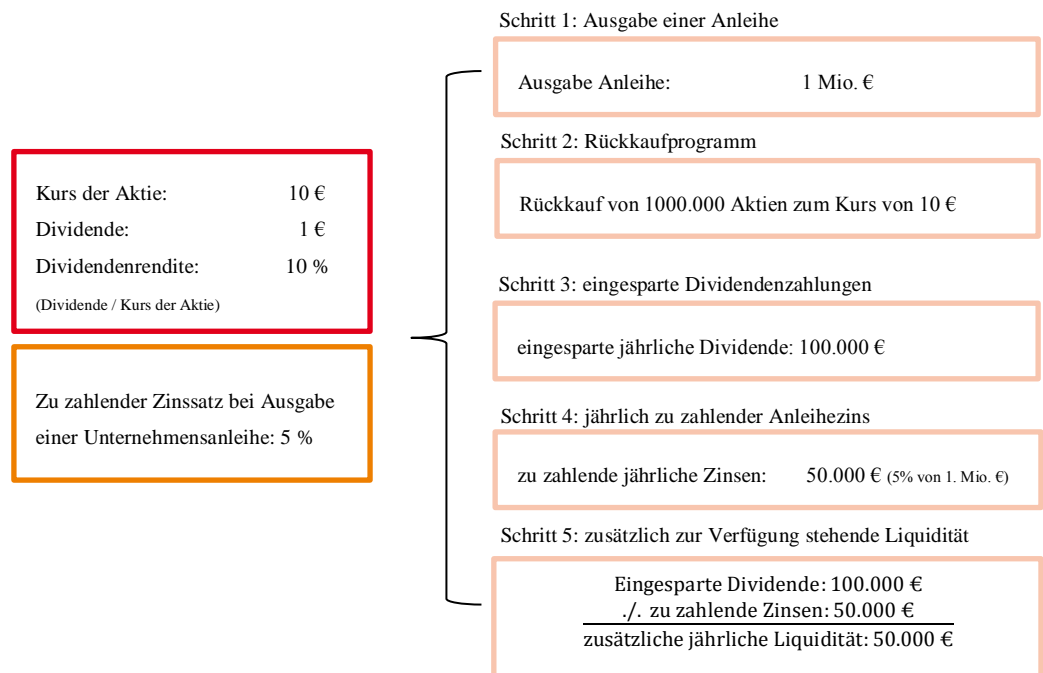 Kurs der Aktie: 10 €
Dividende: 1 €
Dividendenrendite: 10 %
(Dividende / Kurs der Aktie)
Zu zahlender Zinssatz bei Ausgabe
einer Unternehmensanleihe: 5 %
Schritt 1: Ausgabe einer Anleihe
Ausgabe Anleihe: 1 Mio. €
Schritt 2: Rückkaufprogramm
Rückkauf von 1000.000 Aktien zum Kurs von 10 €
Schritt 3: eingesparte Dividendenzahlungen
eingesparte jährliche Dividende: 100.000 €
Schritt 4: jährlich zu zahlender Anleihezins
zu zahlende jährliche Zinsen: 50.000 € (5% von 1. Mio. €)
Schritt 5: zusätzlich zur Verfügung stehende Liquidität
Eingesparte Dividende: 100.000 €
./. zu zahlende Zinsen: 50.000 €
zusätzliche jährliche Liquidität: 50.000 €